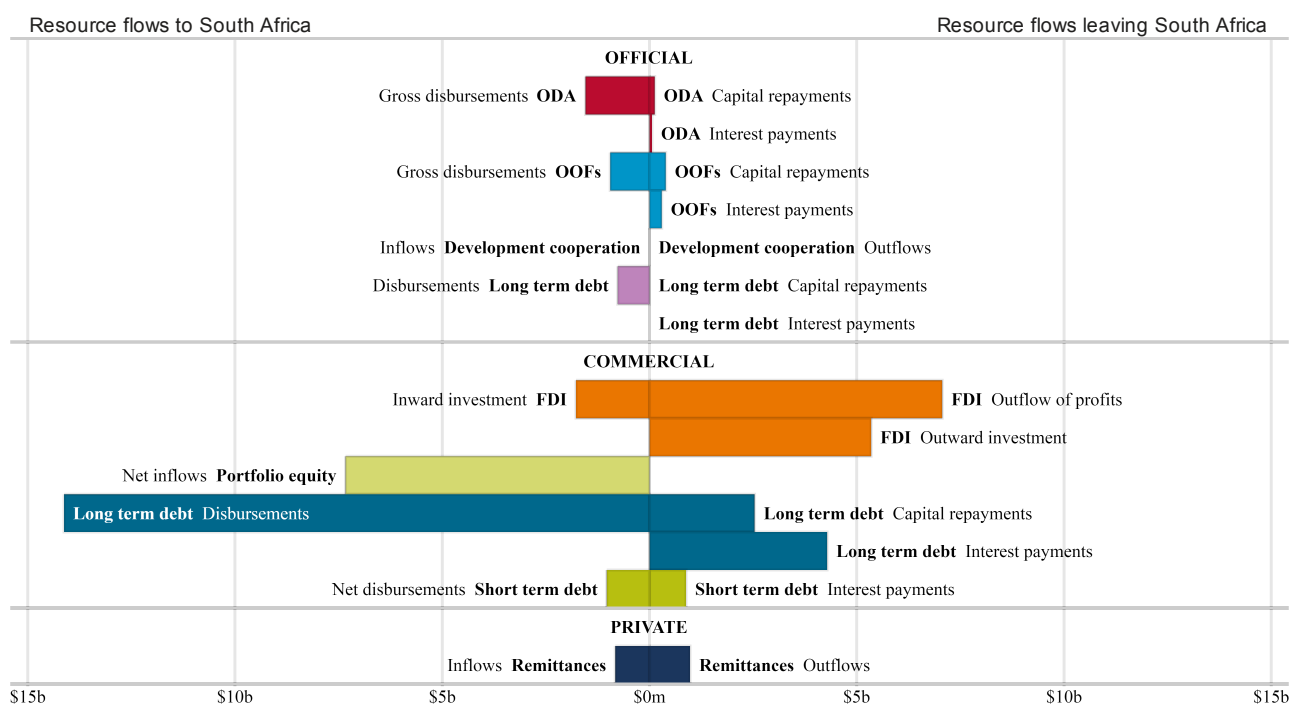 Resource flows to South Africa Resource flows leaving South Africa
OFFICIAL
Gross disbursements ODA ODA Capital repayments
ODA Interest payments
Gross disbursements OOFs OOFs Capital repayments
OOFs Interest payments
Inflows Development cooperation Development cooperation Outflows
Disbursements Long term debt Long term debt Capital repayments
Long term debt Interest payments
COMMERCIAL
Inward investment FDI FDI Outflow of profits
FDI Outward investment
Net inflows Portfolio equity
Long term debt Disbursements Long term debt Capital repayments
Long term debt Interest payments
Net disbursements Short term debt Short term debt Interest payments
PRIVATE
Inflows Remittances Remittances Outflows
$15b $10b $5b $0m $5b $10b $15b